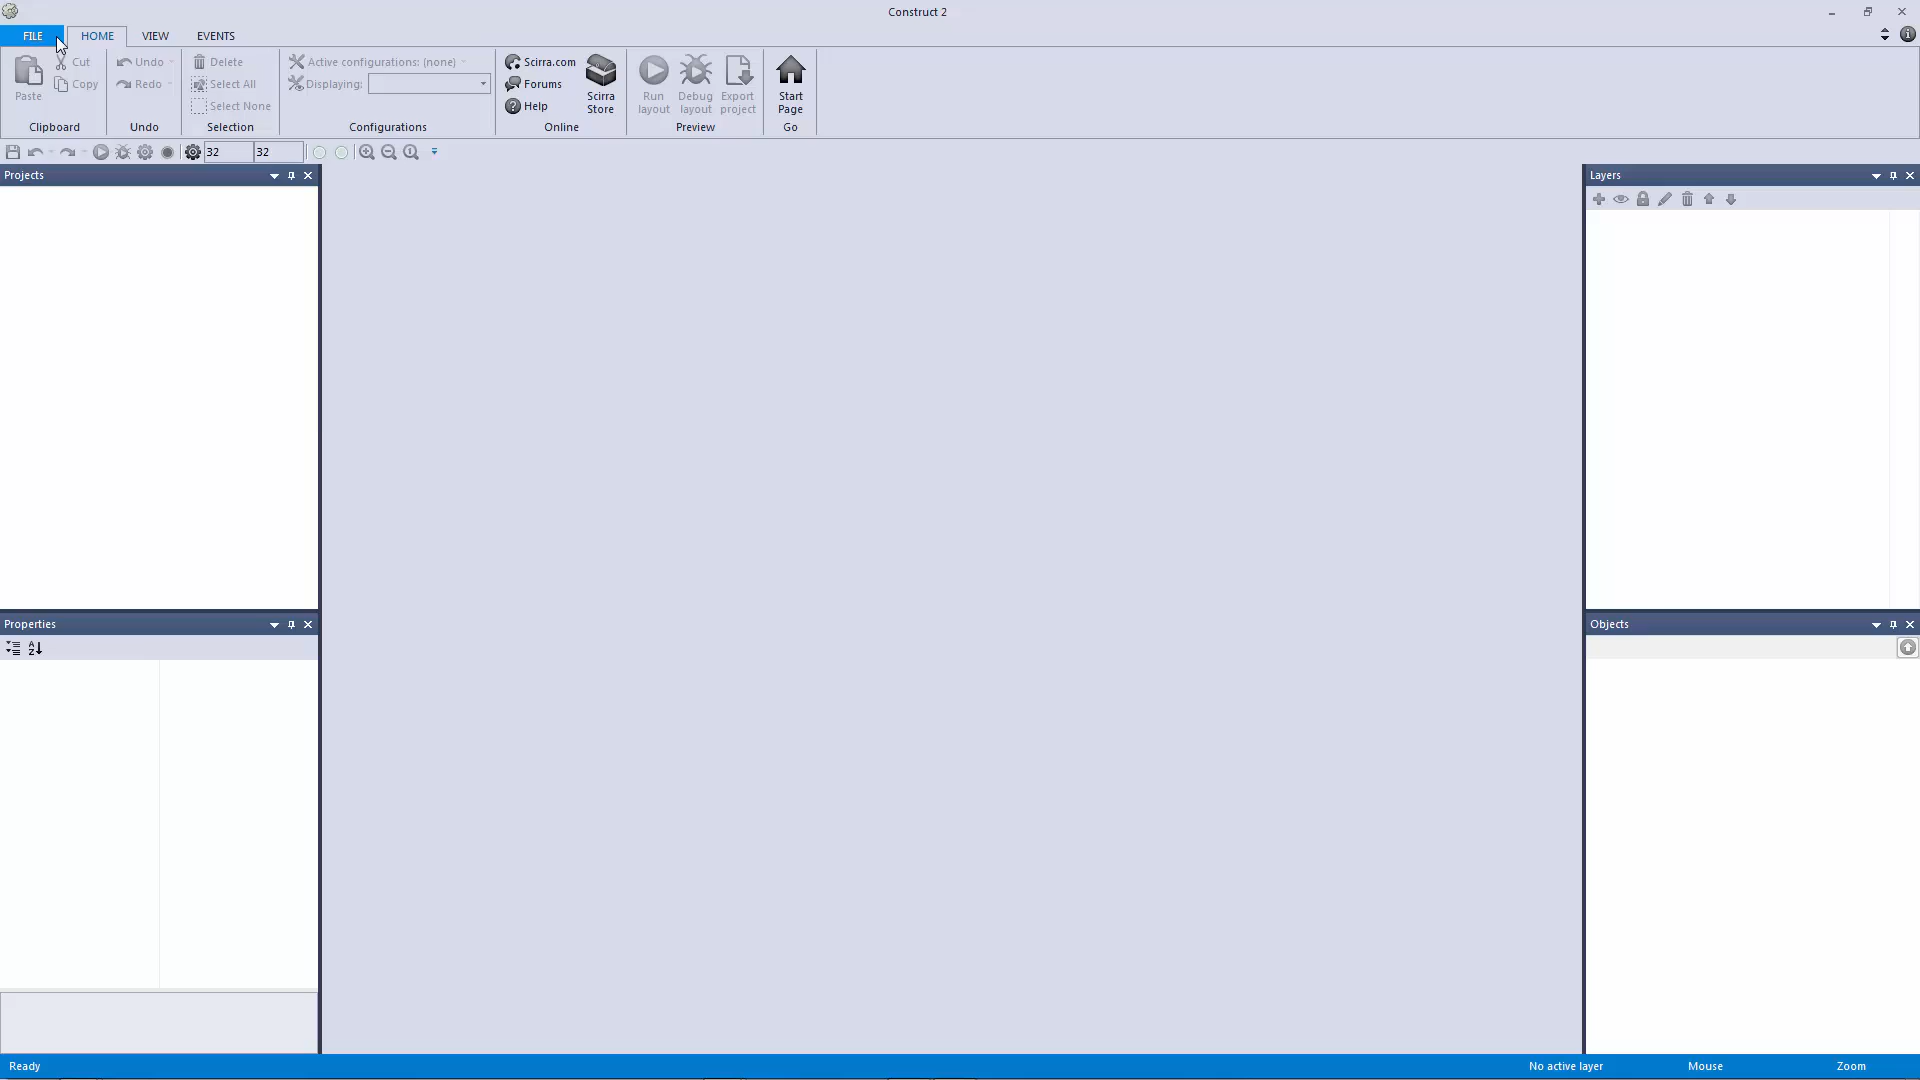 Construct 2
FILE HOME VIEW EVENTS
Paste
Cut
Copy
Clipboard
Undo
Redo
Undo
Delete
Select All
Select None
Selection
Active configurations: (none)
Displaying:
Configurations
Scirra.com
Forums
Help
Scirra
Store
Online
Run
layout
Debug
layout
Export
project
Preview
Start
Page
Go
32 32
Projects
Layers
Properties
Objects
Ready No active layer Mouse Zoom